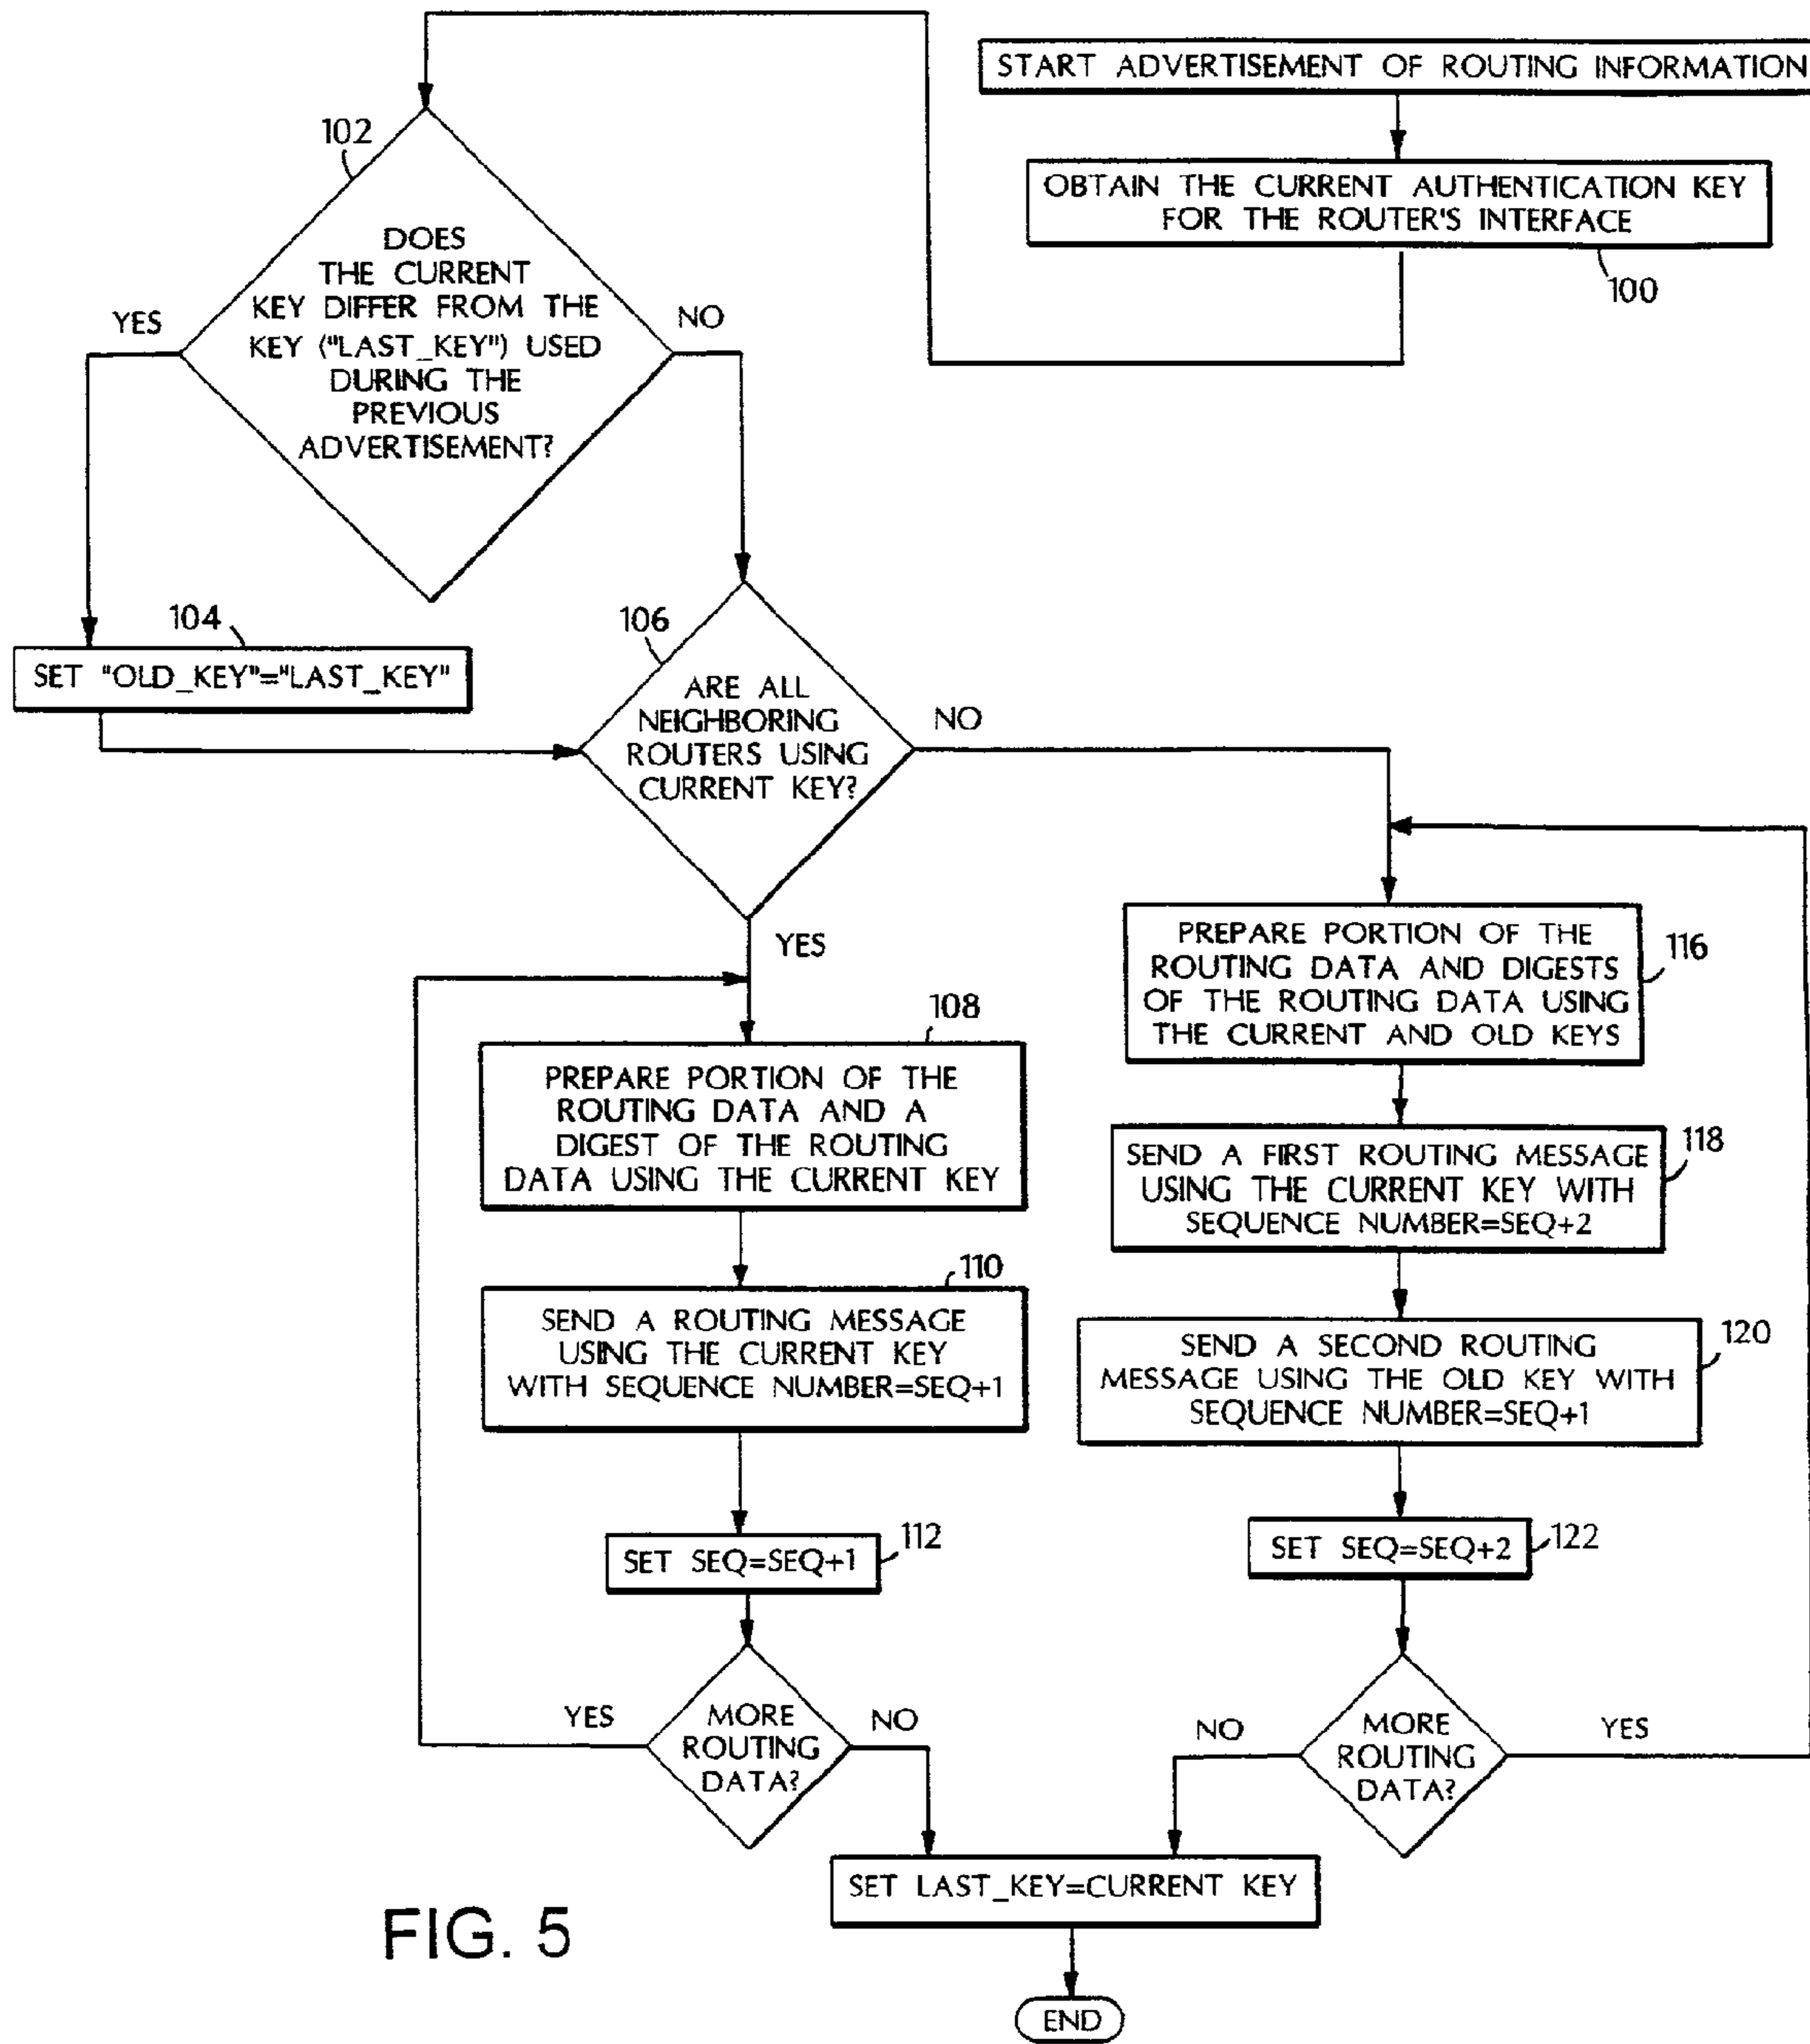 START ADVERTISEMENT OF ROUTING INFORMATION
OBTAIN THE CURRENT AUTHENTICATION KEY
FOR THE ROUTER'S INTERFACE
100
102
DOES
THE CURRENT
KEY DIFFER FROM THE
KEY ("LAST_KEY") USED
DURING THE
PREVIOUS
ADVERTISEMENT?
YES
NO
104
SET "OLD_KEY"="LAST_KEY"
106
ARE ALL
NEIGHBORING
ROUTERS USING
CURRENT KEY?
NO
YES
108
PREPARE PORTION OF THE
ROUTING DATA AND A
DIGEST OF THE ROUTING
DATA USING THE CURRENT KEY
110
SEND A ROUTING MESSAGE
USING THE CURRENT KEY
WITH SEQUENCE NUMBER=SEQ+1
SET SEQ=SEQ+1
112
YES
MORE
ROUTING
DATA?
NO
PREPARE PORTION OF THE
ROUTING DATA AND DIGESTS
OF THE ROUTING DATA USING
THE CURRENT AND OLD KEYS
116
SEND A FIRST ROUTING MESSAGE
USING THE CURRENT KEY WITH
SEQUENCE NUMBER=SEQ+2
118
SEND A SECOND ROUTING
MESSAGE USING THE OLD KEY WITH
SEQUENCE NUMBER=SEQ+1
120
SET SEQ=SEQ+2
122
NO
MORE
ROUTING
DATA?
YES
SET LAST_KEY=CURRENT KEY
END
FIG. 5